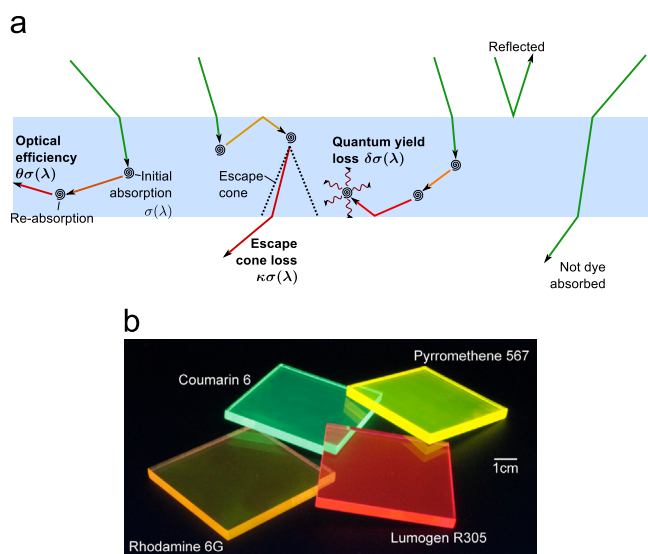 a
Reflected
Optical
efficiency
θσ(λ)
Initial
absorption
σ(λ)
Re-absorption
Escape
cone
Escape
cone loss
κσ(λ)
Quantum yield
loss δσ(λ)
Not dye
absorbed
b
Pyrromethene 567
Coumarin 6
1cm
Rhodamine 6G
Lumogen R305